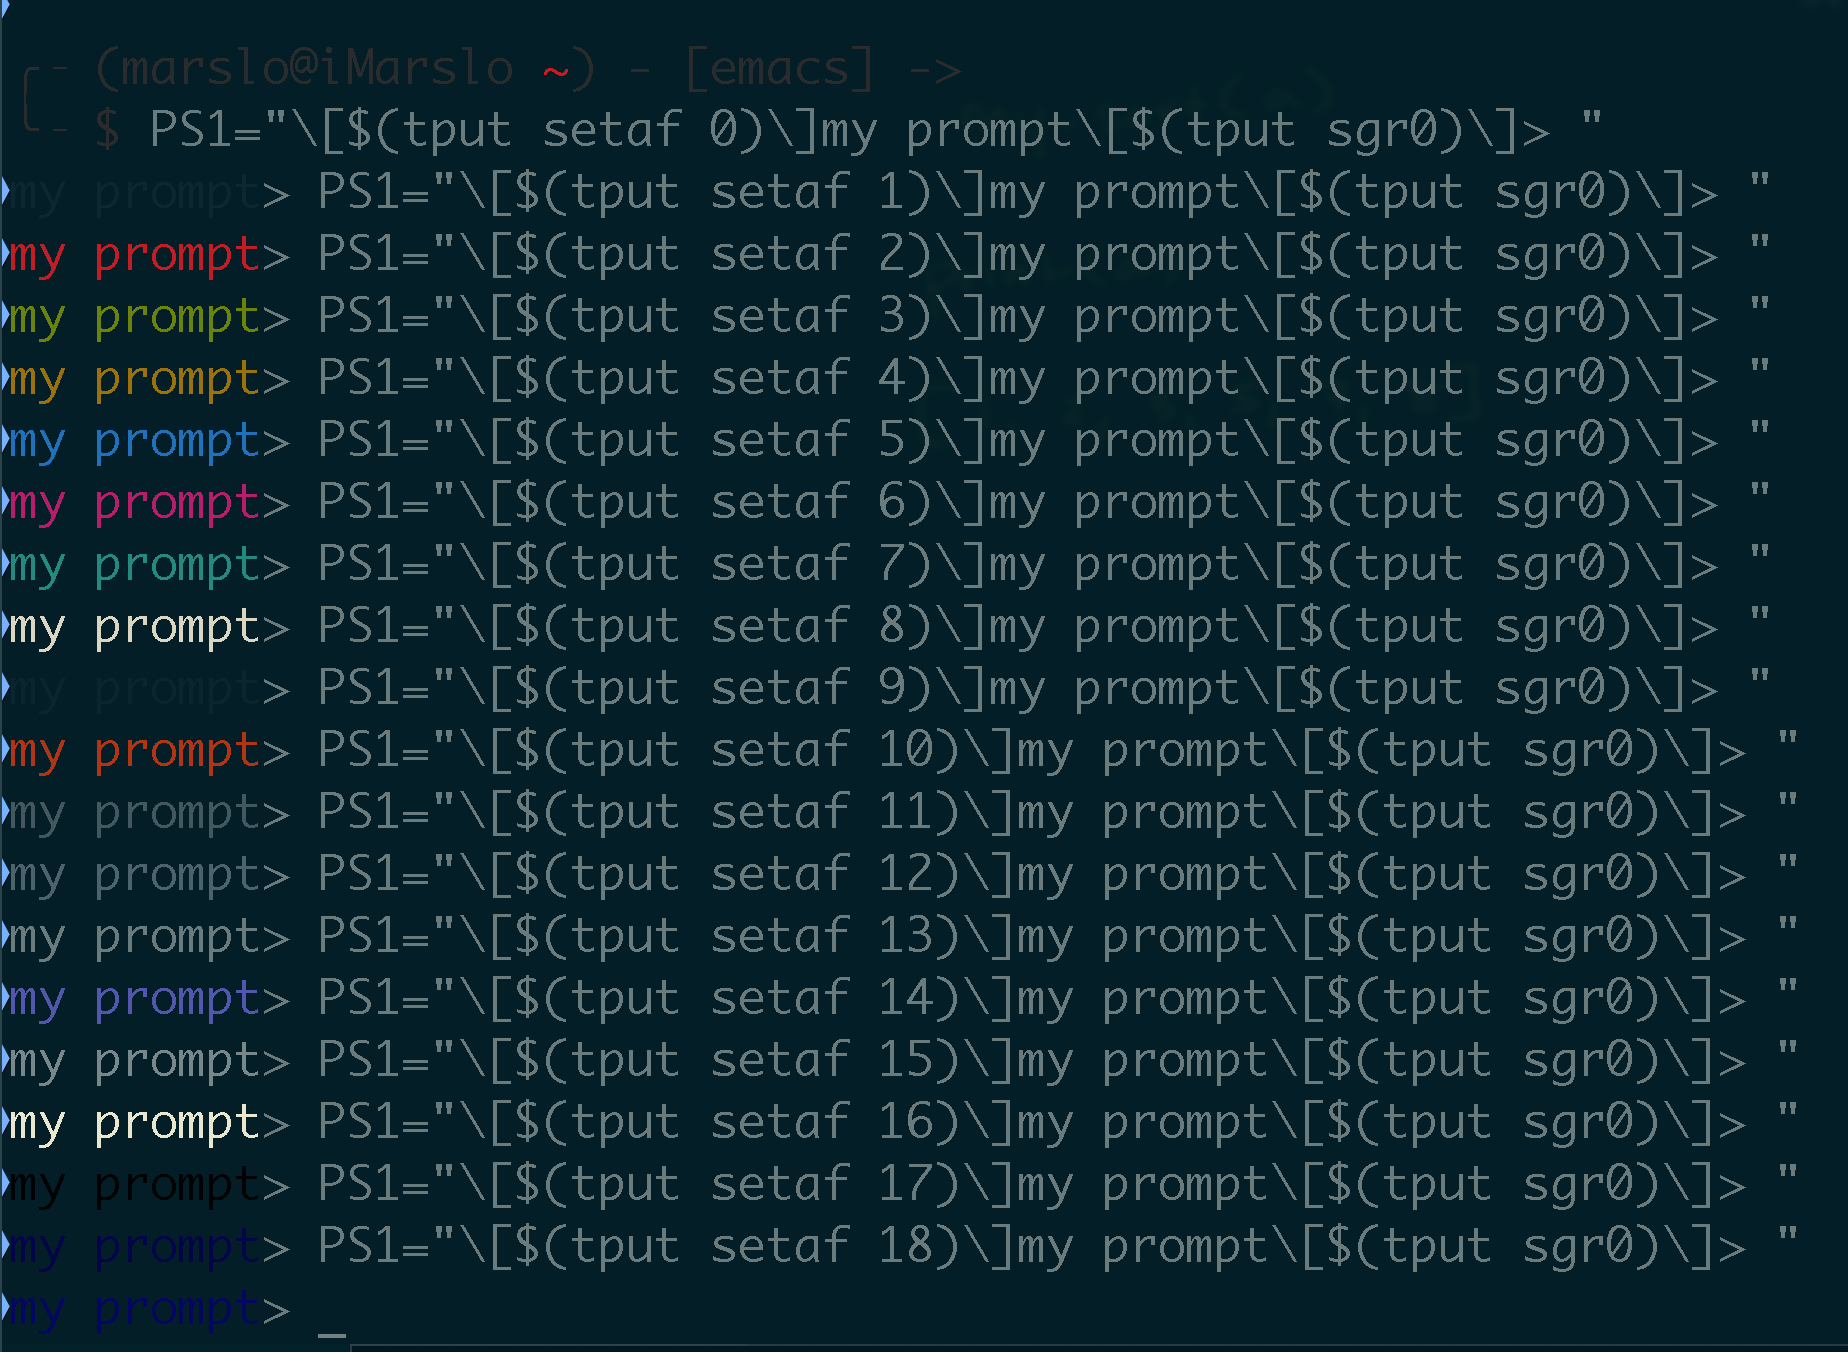 (marslo@iMarslo ~) - [emacs] ->
$ PS1="\[$(tput setaf 0)\]my prompt\[$(tput sgr0)\]> "
my prompt> PS1="\[$(tput setaf 1)\]my prompt\[$(tput sgr0)\]> "
my prompt> PS1="\[$(tput setaf 2)\]my prompt\[$(tput sgr0)\]> "
my prompt> PS1="\[$(tput setaf 3)\]my prompt\[$(tput sgr0)\]> "
my prompt> PS1="\[$(tput setaf 4)\]my prompt\[$(tput sgr0)\]> "
my prompt> PS1="\[$(tput setaf 5)\]my prompt\[$(tput sgr0)\]> "
my prompt> PS1="\[$(tput setaf 6)\]my prompt\[$(tput sgr0)\]> "
my prompt> PS1="\[$(tput setaf 7)\]my prompt\[$(tput sgr0)\]> "
my prompt> PS1="\[$(tput setaf 8)\]my prompt\[$(tput sgr0)\]> "
my prompt> PS1="\[$(tput setaf 9)\]my prompt\[$(tput sgr0)\]> "
my prompt> PS1="\[$(tput setaf 10)\]my prompt\[$(tput sgr0)\]> "
my prompt> PS1="\[$(tput setaf 11)\]my prompt\[$(tput sgr0)\]> "
my prompt> PS1="\[$(tput setaf 12)\]my prompt\[$(tput sgr0)\]> "
my prompt> PS1="\[$(tput setaf 13)\]my prompt\[$(tput sgr0)\]> "
my prompt> PS1="\[$(tput setaf 14)\]my prompt\[$(tput sgr0)\]> "
my prompt> PS1="\[$(tput setaf 15)\]my prompt\[$(tput sgr0)\]> "
my prompt> PS1="\[$(tput setaf 16)\]my prompt\[$(tput sgr0)\]> "
my prompt> PS1="\[$(tput setaf 17)\]my prompt\[$(tput sgr0)\]> "
my prompt> PS1="\[$(tput setaf 18)\]my prompt\[$(tput sgr0)\]> "
my prompt> _